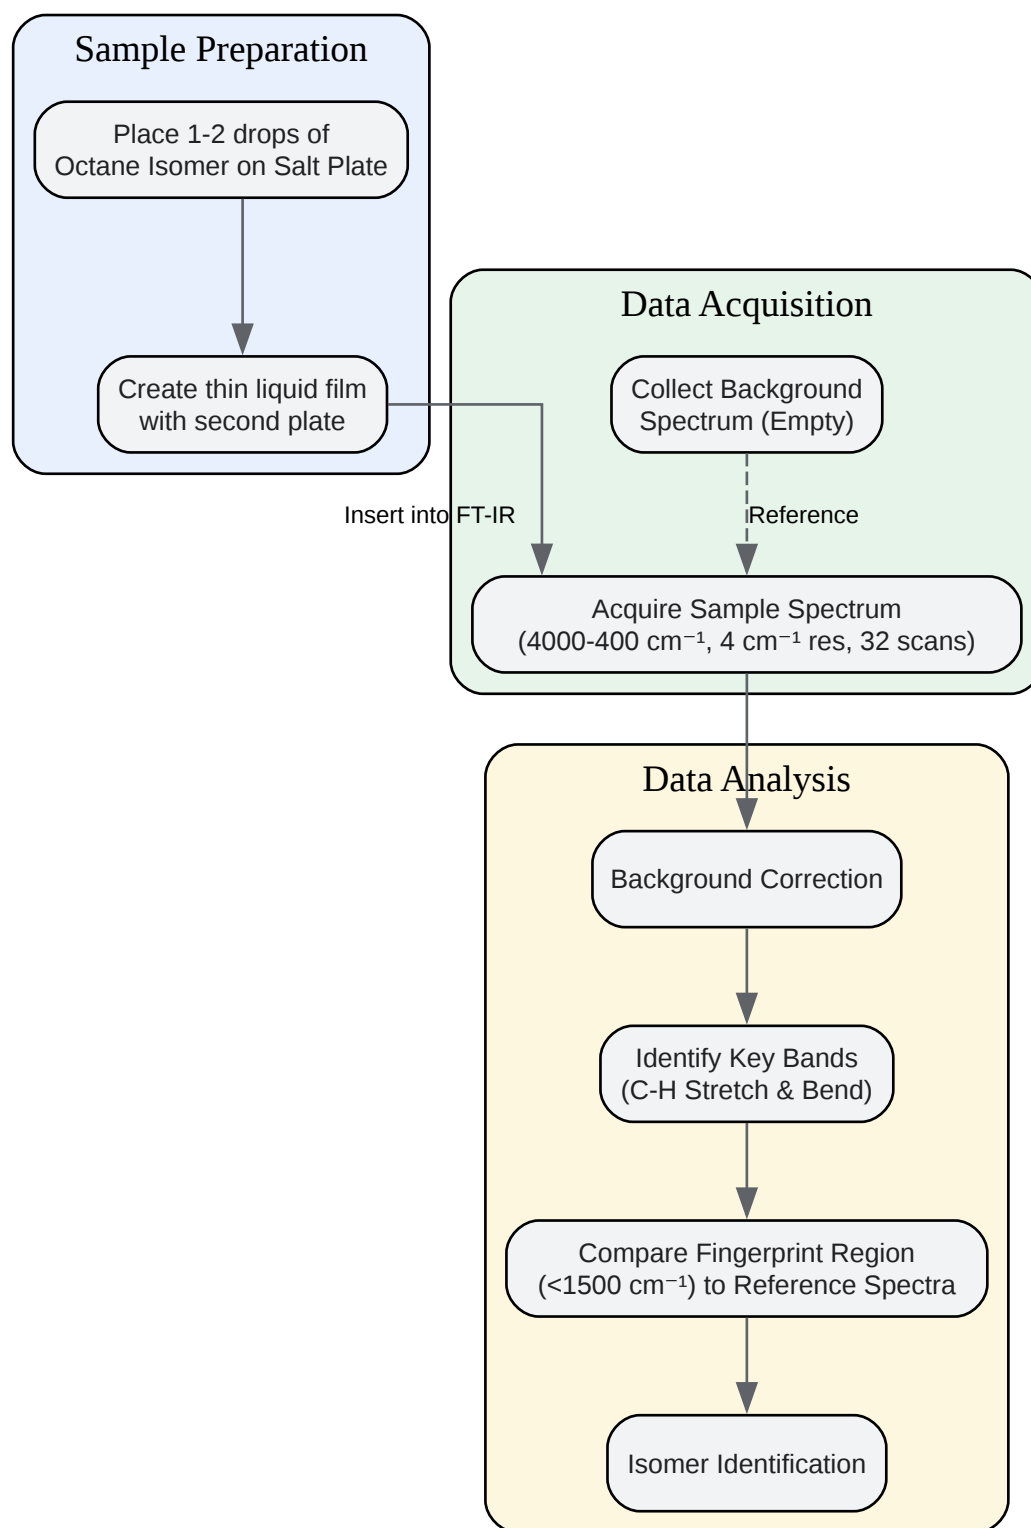 Sample Preparation
Place 1-2 drops of
Octane Isomer on Salt Plate
Create thin liquid film
with second plate
Insert into FT-IR
Data Acquisition
Collect Background
Spectrum (Empty)
Reference
Acquire Sample Spectrum
(4000-400 cm⁻¹, 4 cm⁻¹ res, 32 scans)
Data Analysis
Background Correction
Identify Key Bands
(C-H Stretch & Bend)
Compare Fingerprint Region
(<1500 cm⁻¹) to Reference Spectra
Isomer Identification